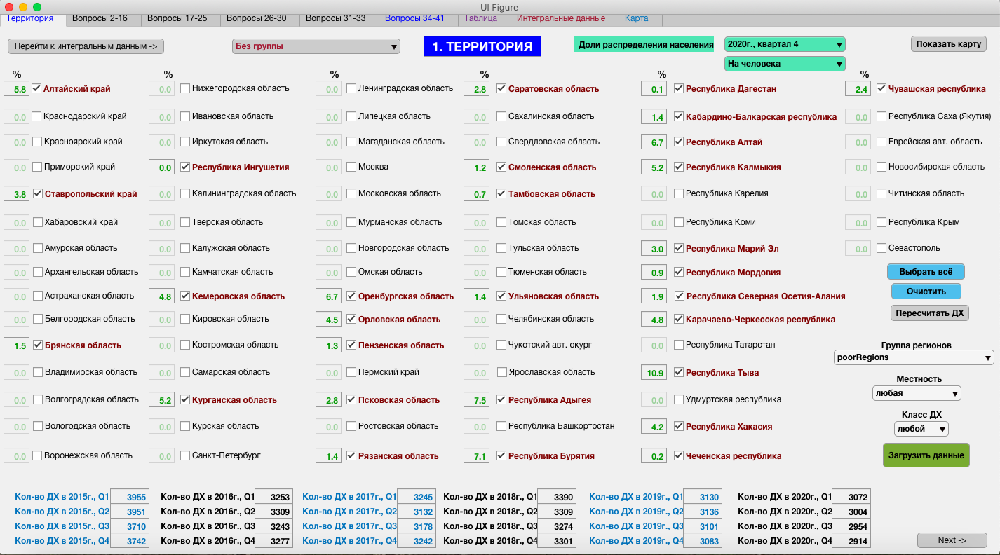 UI Figure
Территория Вопросы 2-16 Вопросы 17-25 Вопросы 26-30 Вопросы 31-33 Вопросы 34-41 Таблица Интегральные данные Карта
Перейти к интегральным данным -> Без группы 1. ТЕРРИТОРИЯ Доли распределения населения 2020г., квартал 4 Показать карту
На человека
% % % % % %
5.8 Алтайский край 0.0 Нижегородская область 0.0 Ленинградская область 2.8 Саратовская область 0.1 Республика Дагестан 2.4 Чувашская республика
0.0 Краснодарский край 0.0 Ивановская область 0.0 Липецкая область 0.0 Сахалинская область 1.4 Кабардино-Балкарская республика 0.0 Республика Саха (Якутия)
0.0 Красноярский край 0.0 Иркутская область 0.0 Магаданская область 0.0 Свердловская область 6.7 Республика Алтай 0.0 Еврейская авт. область
0.0 Приморский край 0.0 Республика Ингушетия 0.0 Москва 1.2 Смоленская область 5.2 Республика Калмыкия 0.0 Новосибирская область
3.8 Ставропольский край 0.0 Калининградская область 0.0 Московская область 0.7 Тамбовская область 0.0 Республика Карелия 0.0 Читинская область
0.0 Хабаровский край 0.0 Тверская область 0.0 Мурманская область 0.0 Томская область 0.0 Республика Коми 0.0 Республика Крым
0.0 Амурская область 0.0 Калужская область 0.0 Новгородская область 0.0 Тульская область 3.0 Республика Марий Эл 0.0 Севастополь
0.0 Архангельская область 0.0 Камчатская область 0.0 Омская область 0.0 Тюменская область 0.9 Республика Мордовия Выбрать всё
0.0 Астраханская область 4.8 Кемеровская область 6.7 Оренбургская область 1.4 Ульяновская область 1.9 Республика Северная Осетия-Алания Очистить
0.0 Белгородская область 0.0 Кировская область 4.5 Орловская область 0.0 Челябинская область 4.8 Карачаево-Черкесская республика Пересчитать ДХ
1.5 Брянская область 0.0 Костромская область 1.3 Пензенская область 0.0 Чукотский авт. округ 0.0 Республика Татарстан Группа регионов
poorRegions
0.0 Владимирская область 0.0 Самарская область 0.0 Пермский край 0.0 Ярославская область 10.9 Республика Тыва Местность
любая
0.0 Волгоградская область 5.2 Курганская область 2.8 Псковская область 7.5 Республика Адыгея 0.0 Удмуртская республика
Класс ДХ
0.0 Вологодская область 0.0 Курская область 0.0 Ростовская область 0.0 Республика Башкортостан 4.2 Республика Хакасия любой
0.0 Воронежская область 0.0 Санкт-Петербург 1.4 Рязанская область 7.1 Республика Бурятия 0.2 Чеченская республика Загрузить данные
Кол-во ДХ в 2015г., Q1 3955 Кол-во ДХ в 2016г., Q1 3253 Кол-во ДХ в 2017г., Q1 3245 Кол-во ДХ в 2018г., Q1 3390 Кол-во ДХ в 2019г., Q1 3130 Кол-во ДХ в 2020г., Q1 3072
Кол-во ДХ в 2015г., Q2 3951 Кол-во ДХ в 2016г., Q2 3309 Кол-во ДХ в 2017г., Q2 3132 Кол-во ДХ в 2018г., Q2 3309 Кол-во ДХ в 2019г., Q2 3136 Кол-во ДХ в 2020г., Q2 3004
Кол-во ДХ в 2015г., Q3 3710 Кол-во ДХ в 2016г., Q3 3243 Кол-во ДХ в 2017г., Q3 3178 Кол-во ДХ в 2018г., Q3 3274 Кол-во ДХ в 2019г., Q3 3101 Кол-во ДХ в 2020г., Q3 2954
Кол-во ДХ в 2015г., Q4 3742 Кол-во ДХ в 2016г., Q4 3277 Кол-во ДХ в 2017г., Q4 3242 Кол-во ДХ в 2018г., Q4 3301 Кол-во ДХ в 2019г., Q4 3083 Кол-во ДХ в 2020г., Q4 2914
Next ->